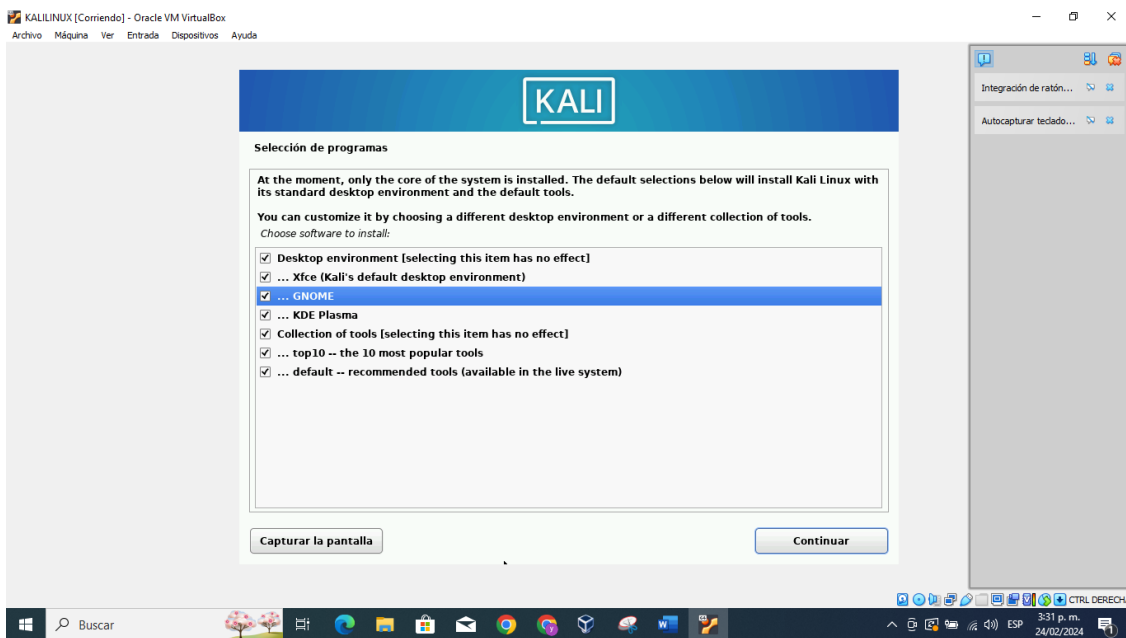 KALILINUX [Corriendo] - Oracle VM VirtualBox
Archivo Máquina Ver Entrada Dispositivos Ayuda
Integración de ratón...
Autocapturar teclado...
KALI
Selección de programas
At the moment, only the core of the system is installed. The default selections below will install Kali Linux with
its standard desktop environment and the default tools.
You can customize it by choosing a different desktop environment or a different collection of tools.
Choose software to install:
Desktop environment [selecting this item has no effect]
... Xfce (Kali's default desktop environment)
... GNOME
... KDE Plasma
Collection of tools [selecting this item has no effect]
... top10 -- the 10 most popular tools
... default -- recommended tools (available in the live system)
Capturar la pantalla
Continuar
CTRL DERECH
Buscar
ESP
3:31 p. m.
24/02/2024
1